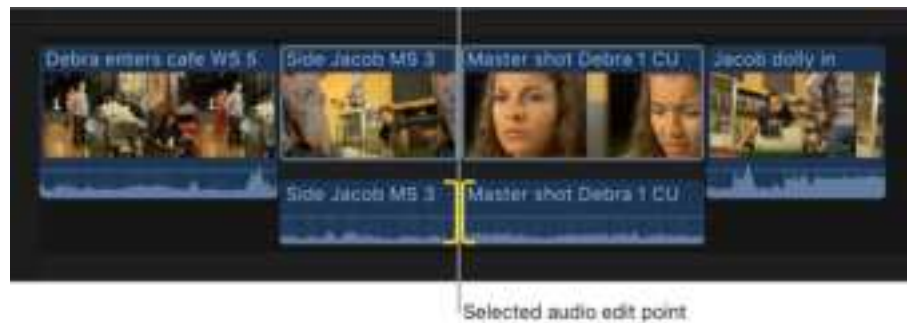 Debra enters cafe WS 5
Side Jacob MS 3
Master shot Debra 1 CU
Jacob dolly in
Side Jacob MS 3
Master shot Debra 1 CU
Selected audio edit point